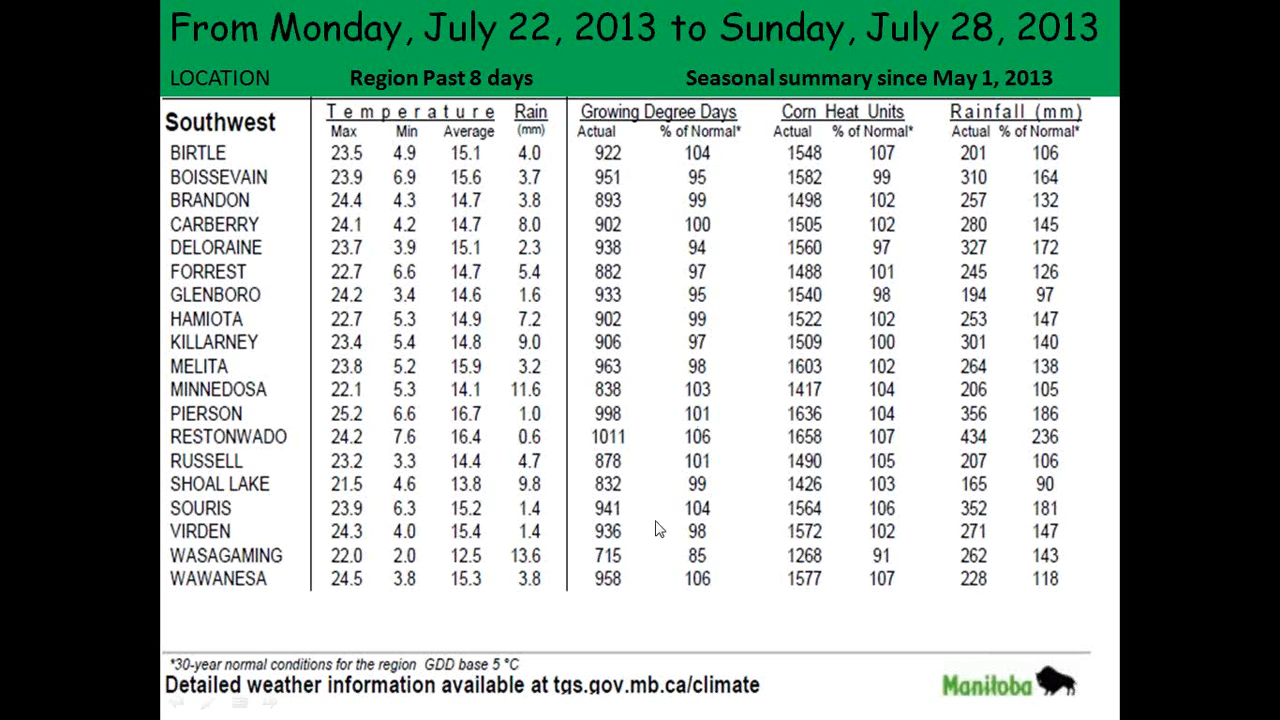 From Monday, July 22, 2013 to Sunday, July 28, 2013
LOCATION Region Past 8 days Seasonal summary since May 1, 2013
Southwest Temperature Rain Growing Degree Days Corn Heat Units Rainfall (mm)
Max Min Average (mm) Actual % of Normal* Actual % of Normal* Actual % of Normal*
BIRTLE 23.5 4.9 15.1 4.0 922 104 1548 107 201 106
BOISSEVAIN 23.9 6.9 15.6 3.7 951 95 1582 99 310 164
BRANDON 24.4 4.3 14.7 3.8 893 99 1498 102 257 132
CARBERRY 24.1 4.2 14.7 8.0 902 100 1505 102 280 145
DELORAINE 23.7 3.9 15.1 2.3 938 94 1560 97 327 172
FORREST 22.7 6.6 14.7 5.4 882 97 1488 101 245 126
GLENBORO 24.2 3.4 14.6 1.6 933 95 1540 98 194 97
HAMIOTA 22.7 5.3 14.9 7.2 902 99 1522 102 253 147
KILLARNEY 23.4 5.4 14.8 9.0 906 97 1509 100 301 140
MELITA 23.8 5.2 15.9 3.2 963 98 1603 102 264 138
MINNEDOSA 22.1 5.3 14.1 11.6 838 103 1417 104 206 105
PIERSON 25.2 6.6 16.7 1.0 998 101 1636 104 356 186
RESTONWADO 24.2 7.6 16.4 0.6 1011 106 1658 107 434 236
RUSSELL 23.2 3.3 14.4 4.7 878 101 1490 105 207 106
SHOAL LAKE 21.5 4.6 13.8 9.8 832 99 1426 103 165 90
SOURIS 23.9 6.3 15.2 1.4 941 104 1564 106 352 181
VIRDEN 24.3 4.0 15.4 1.4 936 98 1572 102 271 147
WASAGAMING 22.0 2.0 12.5 13.6 715 85 1268 91 262 143
WAWANESA 24.5 3.8 15.3 3.8 958 106 1577 107 228 118
*30-year normal conditions for the region GDD base 5 °C
Detailed weather information available at tgs.gov.mb.ca/climate
Manitoba